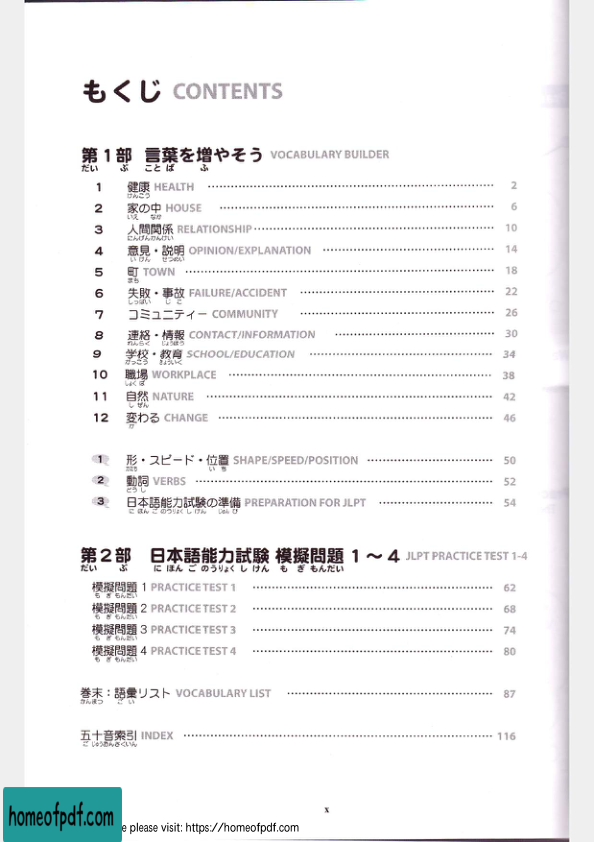 もくじ CONTENTS
第1部 言葉を増やそう VOCABULARY BUILDER
だい ぶ ことば ふ
1 健康 HEALTH 2
けんこう
2 家の中 HOUSE 6
いえ なか
3 人間関係 RELATIONSHIP 10
にんげんかんけい
4 意見・説明 OPINION/EXPLANATION 14
いけん せつめい
5 町 TOWN 18
まち
6 失敗・事故 FAILURE/ACCIDENT 22
しっぱい じこ
7 コミュニティー COMMUNITY 26
8 連絡・情報 CONTACT/INFORMATION 30
れんらく じょうほう
9 学校・教育 SCHOOL/EDUCATION 34
がっこう きょういく
10 職場 WORKPLACE 38
しょくば
11 自然 NATURE 42
しぜん
12 変わる CHANGE 46
か
1 形・スピード・位置 SHAPE/SPEED/POSITION 50
かたち いち
2 動詞 VERBS 52
どうし
3 日本語能力試験の準備 PREPARATION FOR JLPT 54
にほんごのうりょくしけん じゅんび
第2部 日本語能力試験 模擬問題 1～4 JLPT PRACTICE TEST 1-4
だい ぶ にほんごのうりょくしけん もぎもんだい
模擬問題 1 PRACTICE TEST 1 62
もぎもんだい
模擬問題 2 PRACTICE TEST 2 68
もぎもんだい
模擬問題 3 PRACTICE TEST 3 74
もぎもんだい
模擬問題 4 PRACTICE TEST 4 80
もぎもんだい
巻末：語彙リスト VOCABULARY LIST 87
かんまつ ごい
五十音索引 INDEX 116
ごじゅうおんさくいん
x
homeofpdf.com
please visit: https://homeofpdf.com